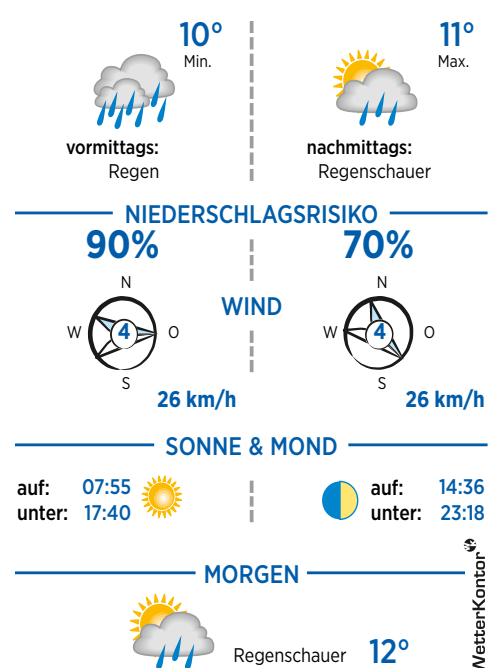 10°
Min.
vormittags:
Regen
11°
Max.
nachmittags:
Regenschauer
NIEDERSCHLAGSRISIKO
90%
70%
WIND
N
W
4
O
S
26 km/h
N
W
4
O
S
26 km/h
SONNE & MOND
auf: 07:55
unter: 17:40
auf: 14:36
unter: 23:18
MORGEN
Regenschauer 12°
WetterKontor